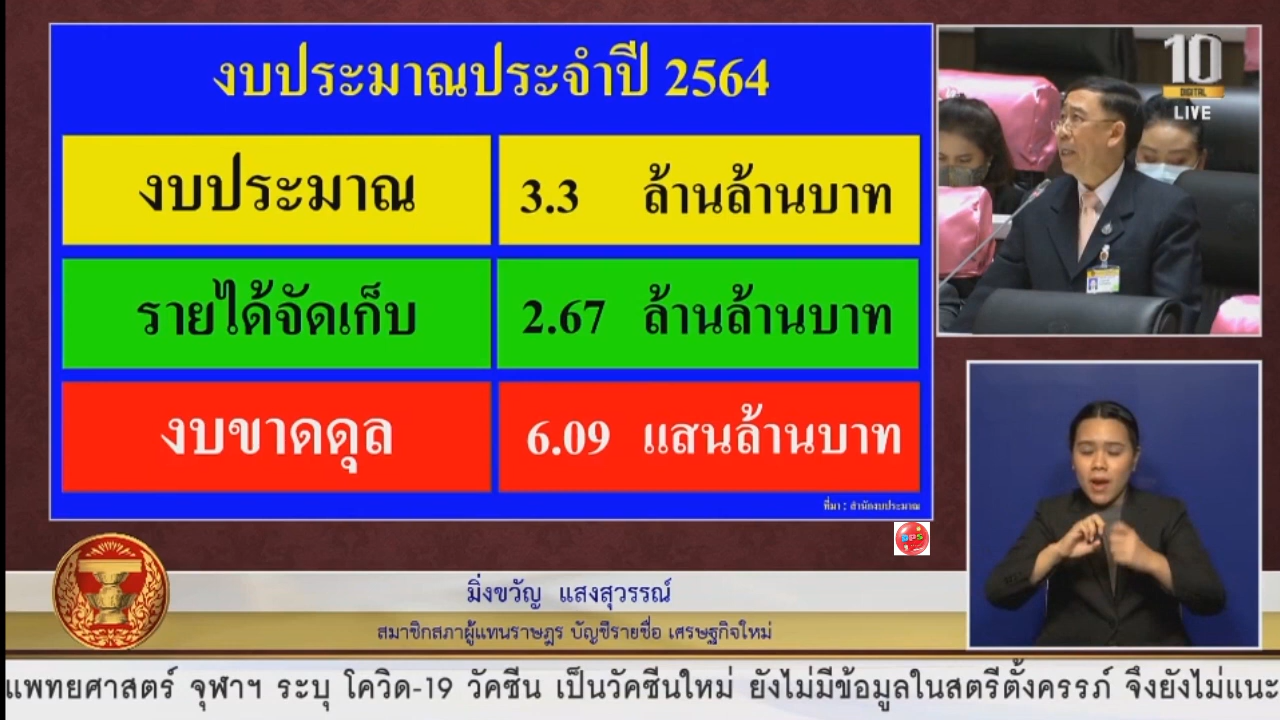 งบประมาณประจำปี 2564
งบประมาณ 3.3 ล้านล้านบาท
รายได้จัดเก็บ 2.67 ล้านล้านบาท
งบขาดดุล 6.09 แสนล้านบาท
ที่มา : สำนักงบประมาณ
10
DIGITAL
LIVE
DPS
มิ่งขวัญ แสงสุวรรณ์
สมาชิกสภาผู้แทนราษฎร บัญชีรายชื่อ เศรษฐกิจใหม่
แพทยศาสตร์ จุฬาฯ ระบุ โควิด-19 วัคซีน เป็นวัคซีนใหม่ ยังไม่มีข้อมูลในสตรีตั้งครรภ์ จึงยังไม่แนะ